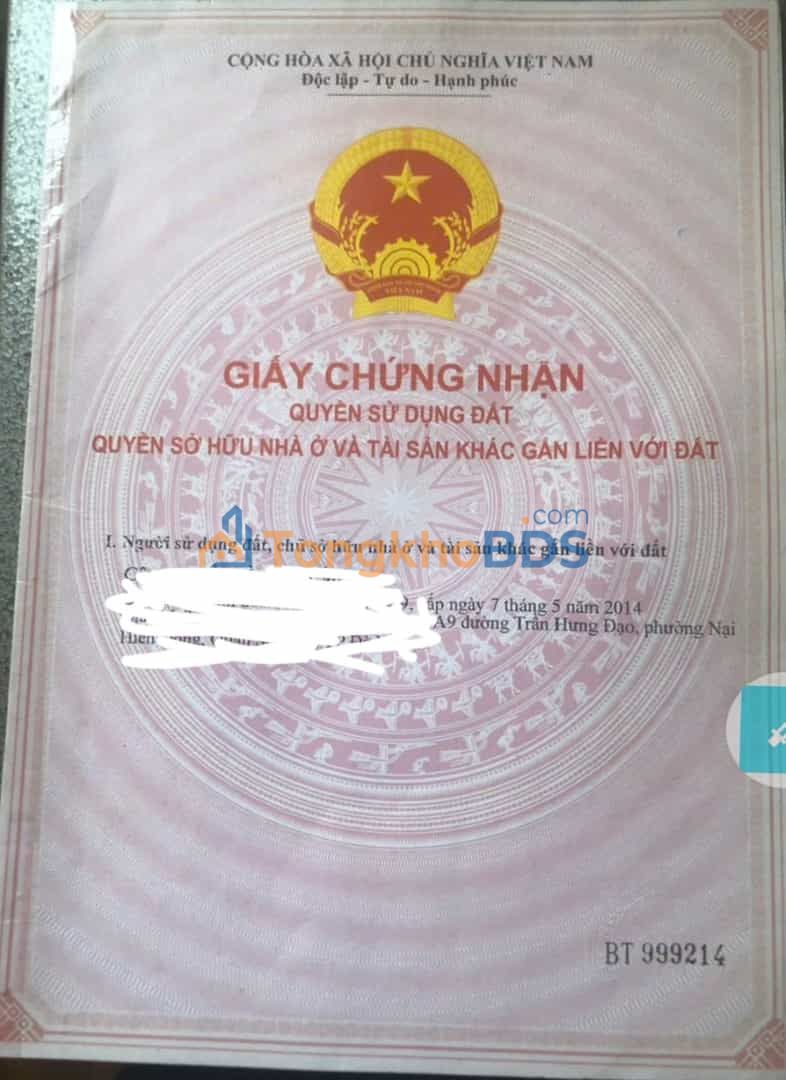 CỘNG HÒA XÃ HỘI CHỦ NGHĨA VIỆT NAM
Độc lập - Tự do - Hạnh phúc
GIẤY CHỨNG NHẬN
QUYỀN SỬ DỤNG ĐẤT
QUYỀN SỞ HỮU NHÀ Ở VÀ TÀI SẢN KHÁC GẮN LIỀN VỚI ĐẤT
TongkhoBDS.com
I. Người sử dụng đất, chủ sở hữu nhà ở và tài sản khác gắn liền với đất
cấp ngày 7 tháng 5 năm 2014
A9 đường Trần Hưng Đạo, phường Nại
BT 999214